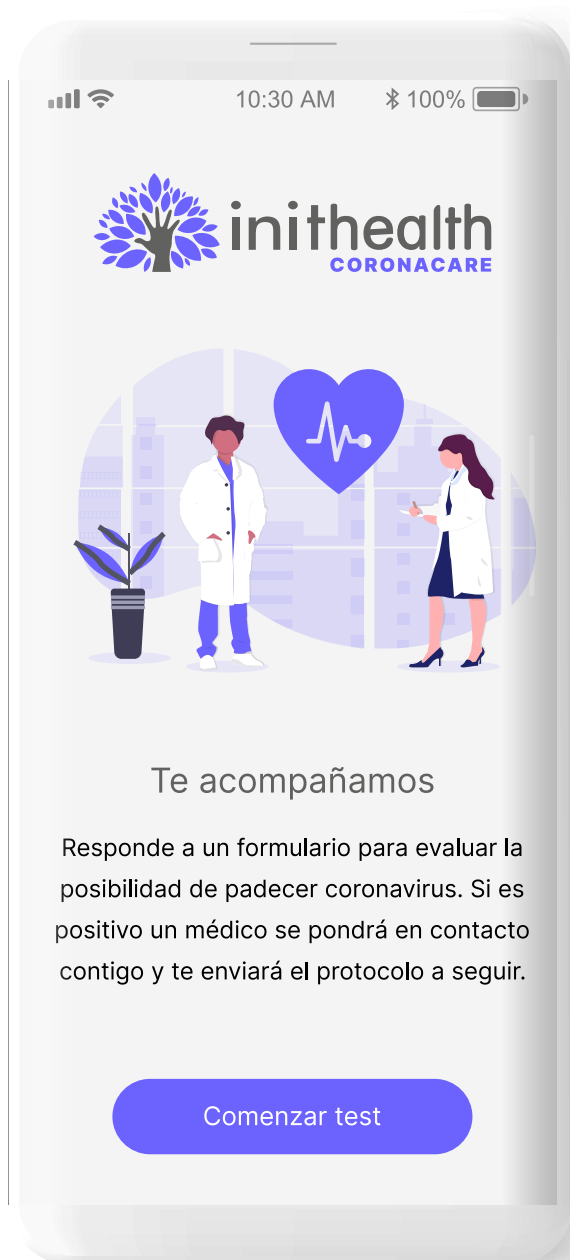 10:30 AM 100%
inithealth
CORONACARE
Te acompañamos
Responde a un formulario para evaluar la
posibilidad de padecer coronavirus. Si es
positivo un médico se pondrá en contacto
contigo y te enviará el protocolo a seguir.
Comenzar test